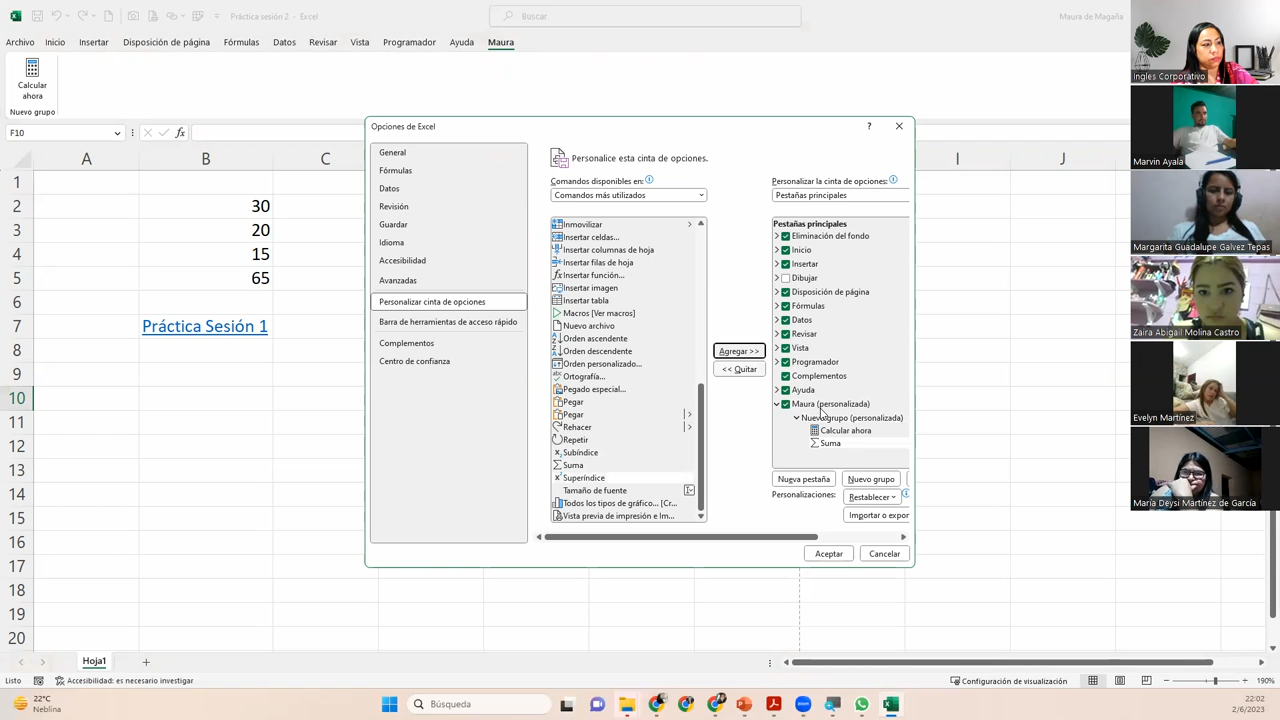 Práctica sesión 2 - Excel
Buscar
Maura de Magaña
Archivo
Inicio
Insertar
Disposición de página
Fórmulas
Datos
Revisar
Vista
Programador
Ayuda
Maura
Calcular
ahora
Nuevo grupo
F10
fx
A
B
C
I
J
1
2
30
3
20
4
15
5
65
6
7
Práctica Sesión 1
8
9
10
11
12
13
14
15
16
17
18
19
20
Opciones de Excel
?
General
Fórmulas
Datos
Revisión
Guardar
Idioma
Accesibilidad
Avanzadas
Personalizar cinta de opciones
Barra de herramientas de acceso rápido
Complementos
Centro de confianza
Personalice esta cinta de opciones.
Comandos disponibles en:
Comandos más utilizados
Inmovilizar
Insertar celdas...
Insertar columnas de hoja
Insertar filas de hoja
Insertar función...
Insertar imagen
Insertar tabla
Macros [Ver macros]
Nuevo archivo
Orden ascendente
Orden descendente
Orden personalizado...
Ortografía...
Pegado especial...
Pegar
Pegar
Rehacer
Repetir
Subíndice
Suma
Superíndice
Tamaño de fuente
Todos los tipos de gráfico... [Cr...
Vista previa de impresión e Im...
Agregar >>
<< Quitar
Personalizar la cinta de opciones:
Pestañas principales
Pestañas principales
Eliminación del fondo
Inicio
Insertar
Dibujar
Disposición de página
Fórmulas
Datos
Revisar
Vista
Programador
Complementos
Ayuda
Maura (personalizada)
Nuevo grupo (personalizada)
Calcular ahora
Suma
Nueva pestaña
Nuevo grupo
Personalizaciones:
Restablecer
Importar o expor
Aceptar
Cancelar
Ingles Corporativo
Marvin Ayala
Margarita Guadalupe Galvez Tepas
Zaira Abigail Molina Castro
Evelyn Martínez
María Deysi Martínez de García
Hoja1
Listo
Accesibilidad: es necesario investigar
Configuración de visualización
190%
22°C
Neblina
Búsqueda
22:02
2/6/2023